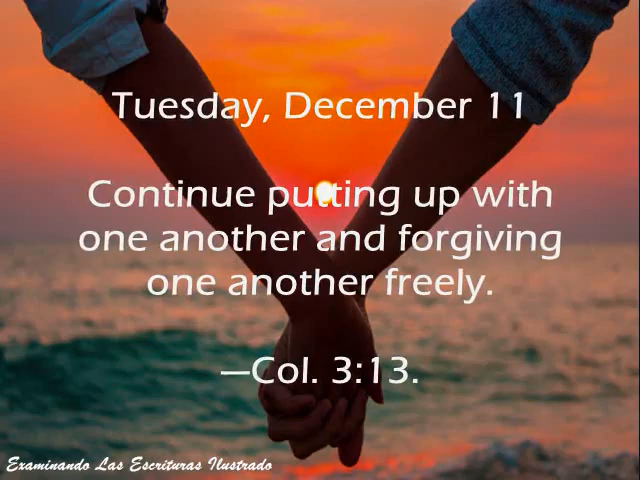 Tuesday, December 11
Continue putting up with
one another and forgiving
one another freely.
—Col. 3:13.
Examinando Las Escrituras Ilustrado